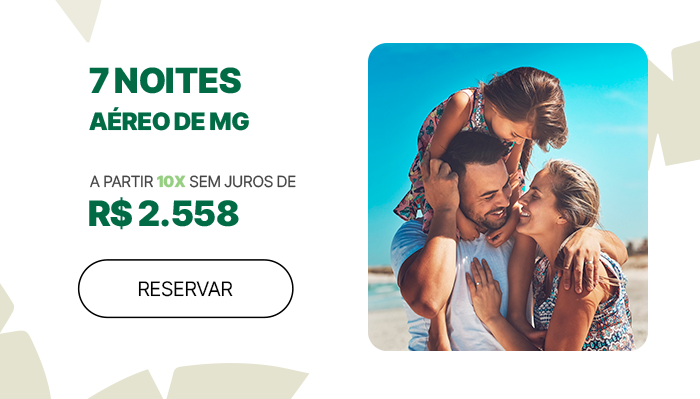 7 NOITES
AÉREO DE MG
A PARTIR 10X SEM JUROS DE
R$ 2.558
RESERVAR